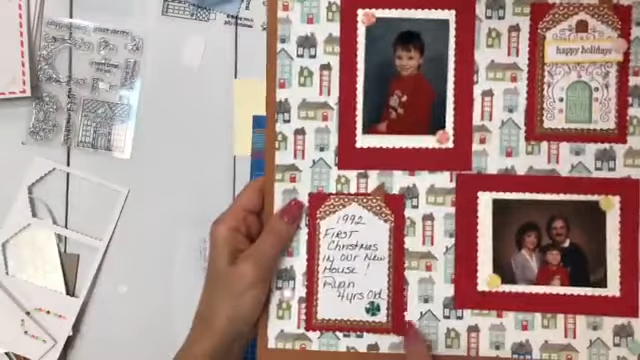 happy holidays
1992
FIRST
Christmas
in our New
House!
Ryan
4yrs old